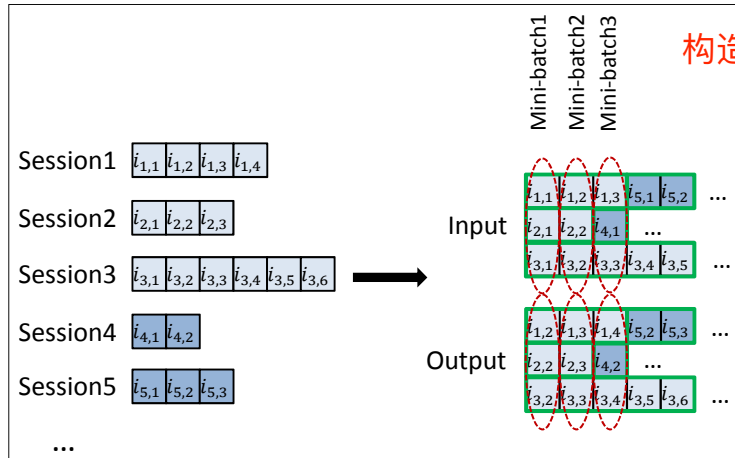 Mini-batch1
Mini-batch2
Mini-batch3
构造
Session1 i1,1 i1,2 i1,3 i1,4
Session2 i2,1 i2,2 i2,3
Session3 i3,1 i3,2 i3,3 i3,4 i3,5 i3,6
Session4 i4,1 i4,2
Session5 i5,1 i5,2 i5,3
...
Input
i1,1 i1,2 i1,3 i5,1 i5,2 ...
i2,1 i2,2 i4,1 ...
i3,1 i3,2 i3,3 i3,4 i3,5 ...
Output
i1,2 i1,3 i1,4 i5,2 i5,3 ...
i2,2 i2,3 i4,2 ...
i3,2 i3,3 i3,4 i3,5 i3,6 ...